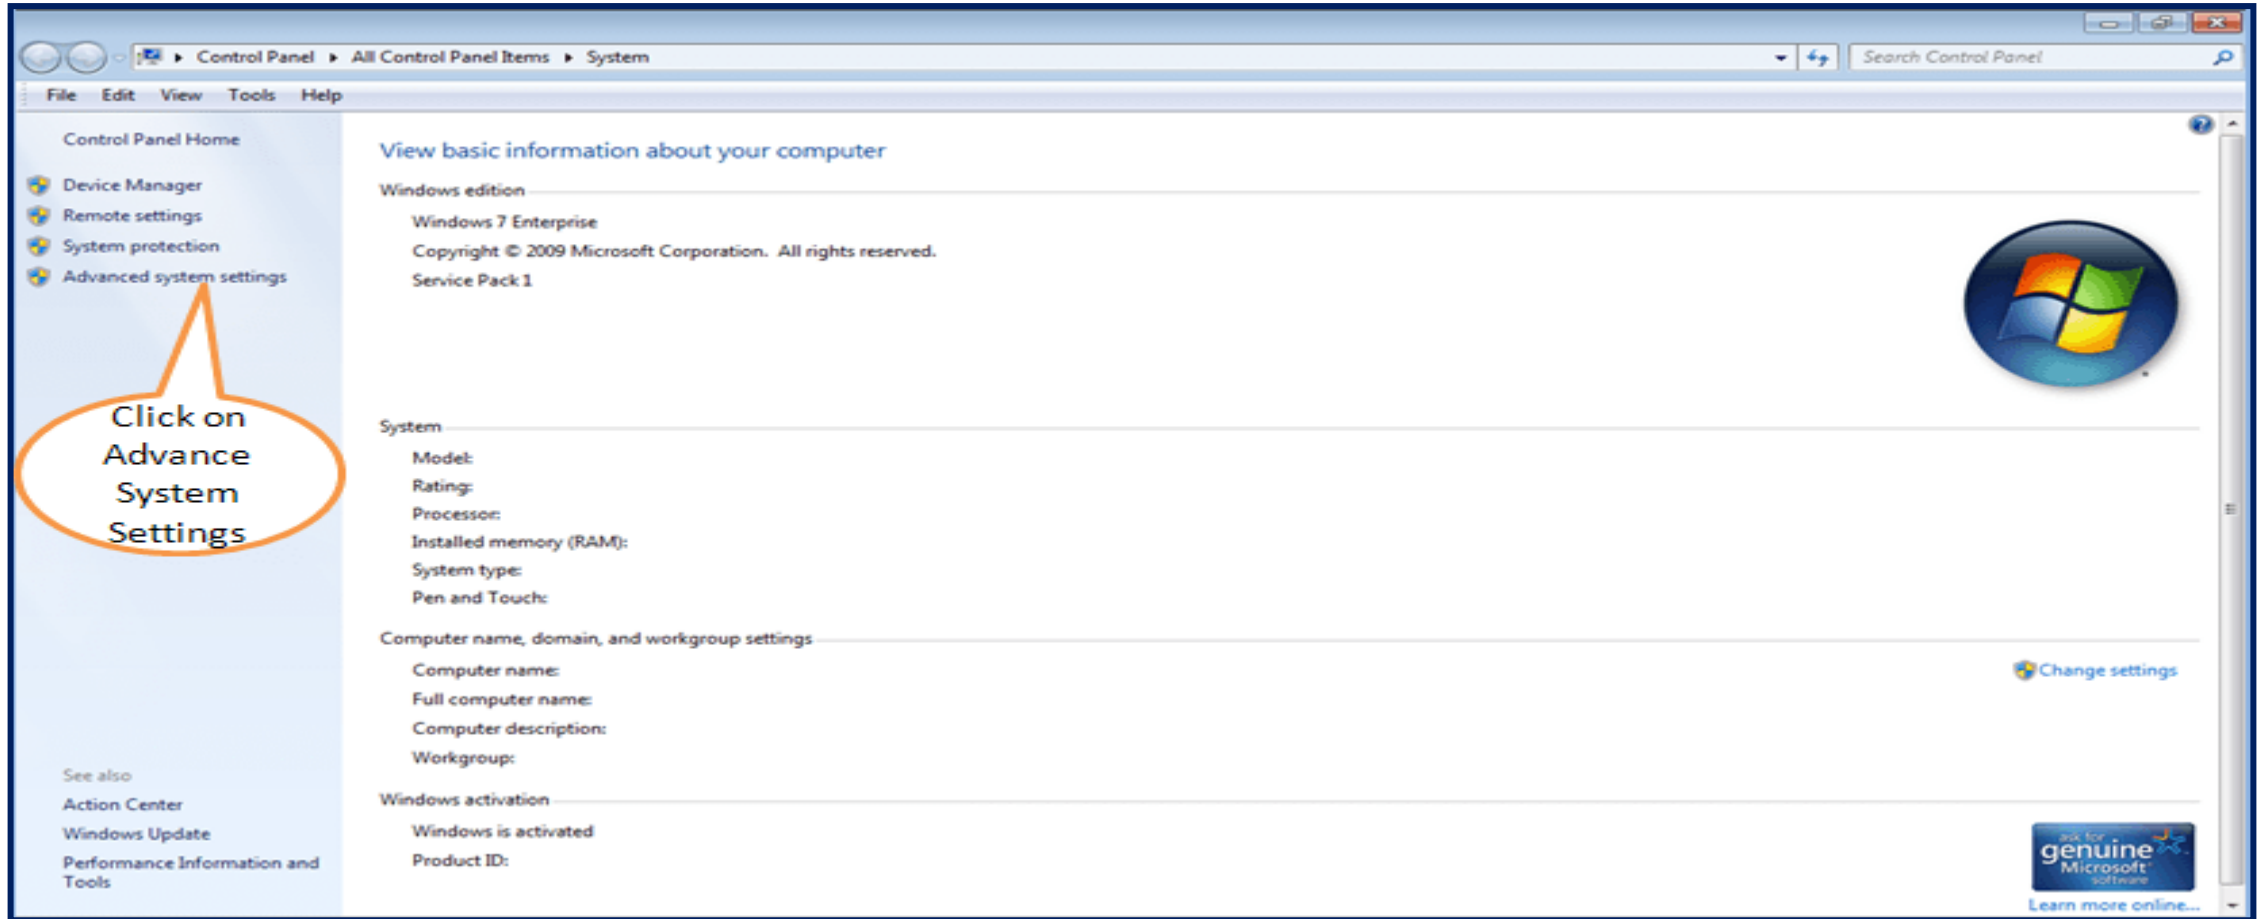 Control Panel ▸ All Control Panel Items ▸ System
Search Control Panel
File Edit View Tools Help
Control Panel Home
Device Manager
Remote settings
System protection
Advanced system settings
Click on
Advance
System
Settings
See also
Action Center
Windows Update
Performance Information and
Tools
View basic information about your computer
Windows edition
Windows 7 Enterprise
Copyright © 2009 Microsoft Corporation. All rights reserved.
Service Pack 1
System
Model:
Rating:
Processor:
Installed memory (RAM):
System type:
Pen and Touch:
Computer name, domain, and workgroup settings
Computer name:
Change settings
Full computer name:
Computer description:
Workgroup:
Windows activation
Windows is activated
Product ID:
ask for
genuine
Microsoft
software
Learn more online...